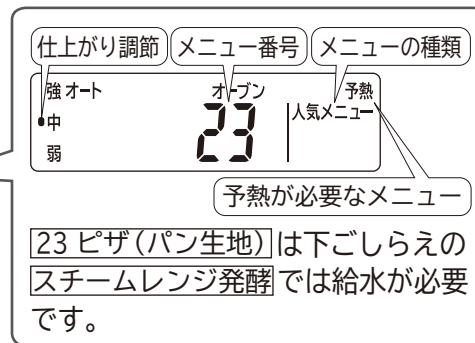 仕上がり調節 メニュー番号 メニューの種類
強 オート オーブン 予熱
中 23 人気メニュー
弱
予熱が必要なメニュー
23 ピザ(パン生地)は下ごしらえの
スチームレンジ発酵では給水が必要
です。